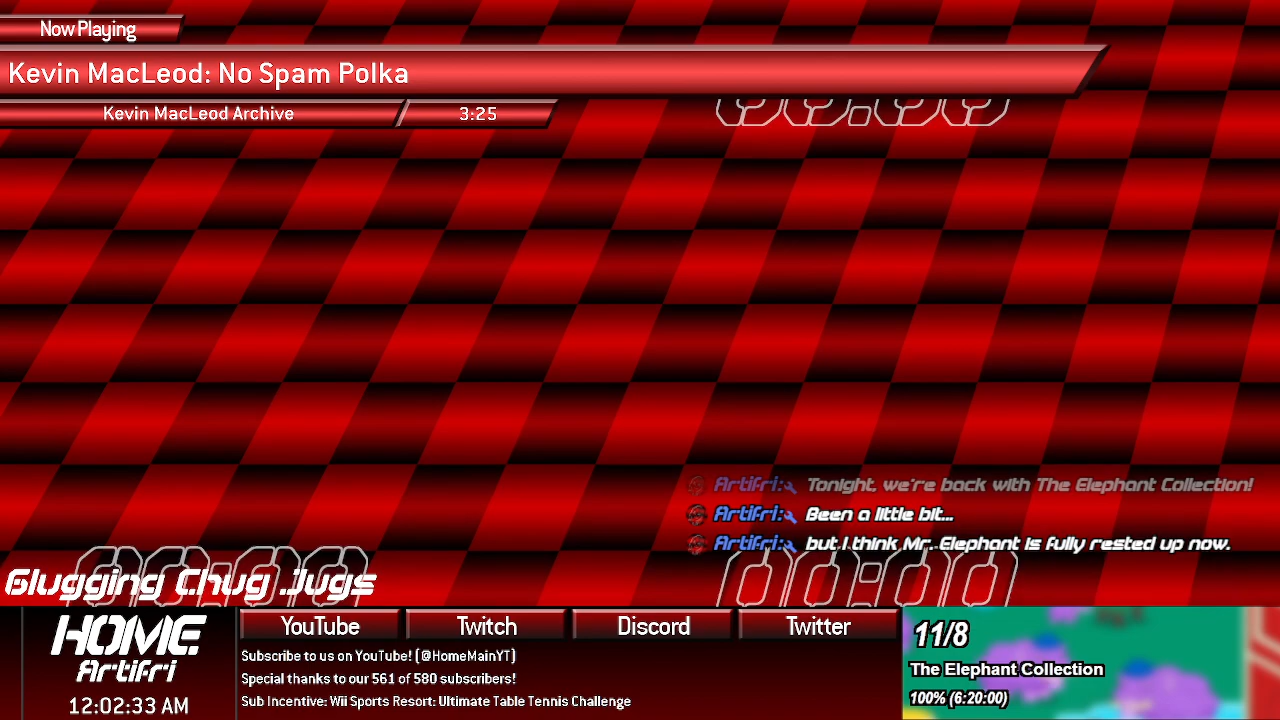 Now Playing
Kevin MacLeod: No Spam Polka
Kevin MacLeod Archive 3:25
Artifri: Tonight, we're back with The Elephant Collection!
Artifri: Been a little bit...
Artifri: but I think Mr. Elephant is fully rested up now.
00:00 00:00
Glugging Chug Jugs
HOME
Artifri
12:02:33 AM
YouTube Twitch Discord Twitter
Subscribe to us on YouTube! (@HomeMainYT)
Special thanks to our 561 of 580 subscribers!
Sub Incentive: Wii Sports Resort: Ultimate Table Tennis Challenge
11/8
The Elephant Collection
100% (6:20:00)